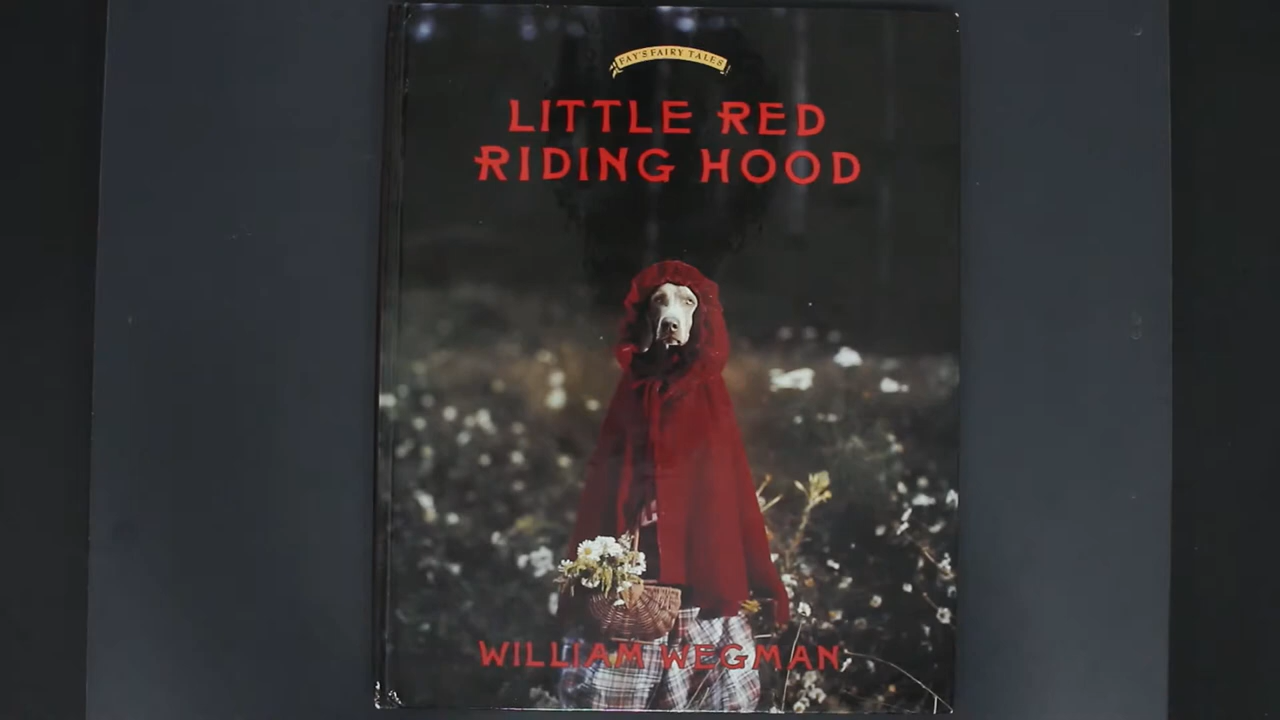 FAY'S FAIRY TALES
LITTLE RED
RIDING HOOD
WILLIAM WEGMAN